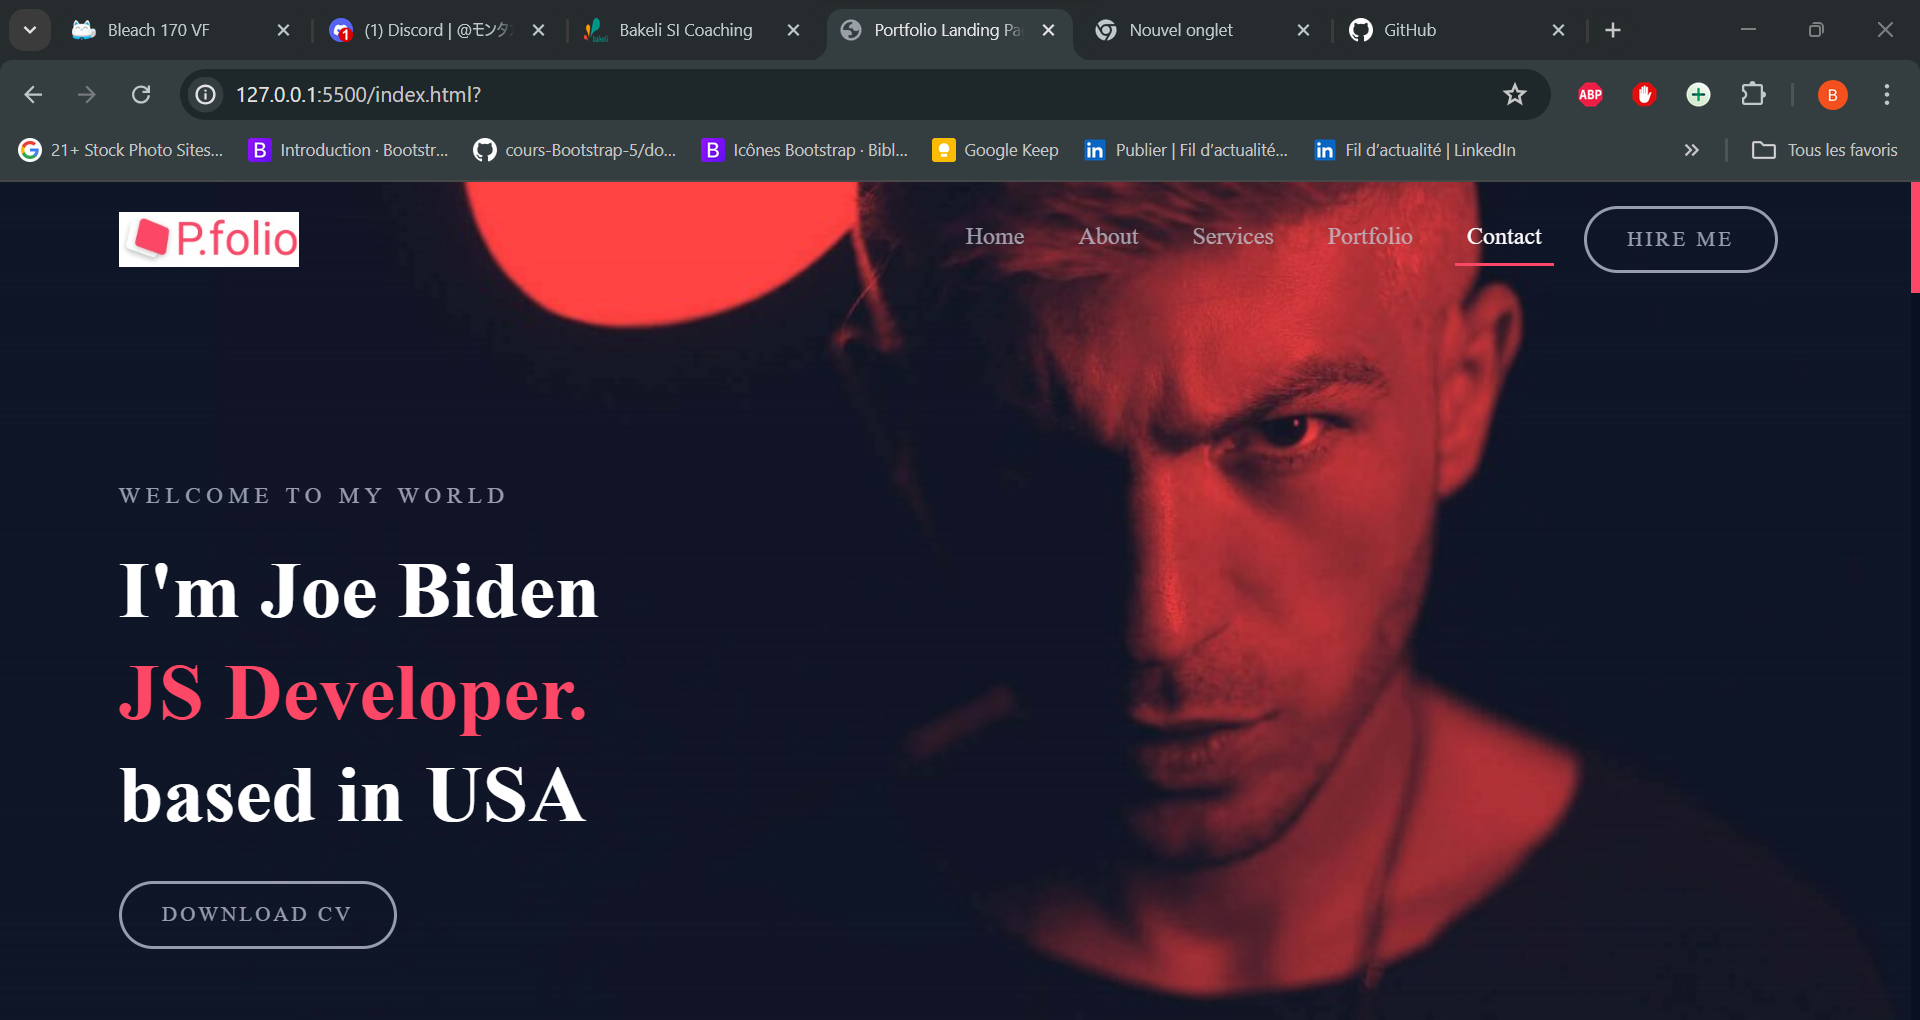 Bleach 170 VF
(1) Discord | @モンタ
Bakeli SI Coaching
Portfolio Landing Pa
Nouvel onglet
GitHub
127.0.0.1:5500/index.html?
ABP
B
21+ Stock Photo Sites...
B Introduction · Bootstr...
cours-Bootstrap-5/do...
B Icônes Bootstrap · Bibl...
Google Keep
in Publier | Fil d'actualité...
in Fil d'actualité | LinkedIn
Tous les favoris
P.folio
Home
About
Services
Portfolio
Contact
HIRE ME
WELCOME TO MY WORLD
I'm Joe Biden
JS Developer.
based in USA
DOWNLOAD CV